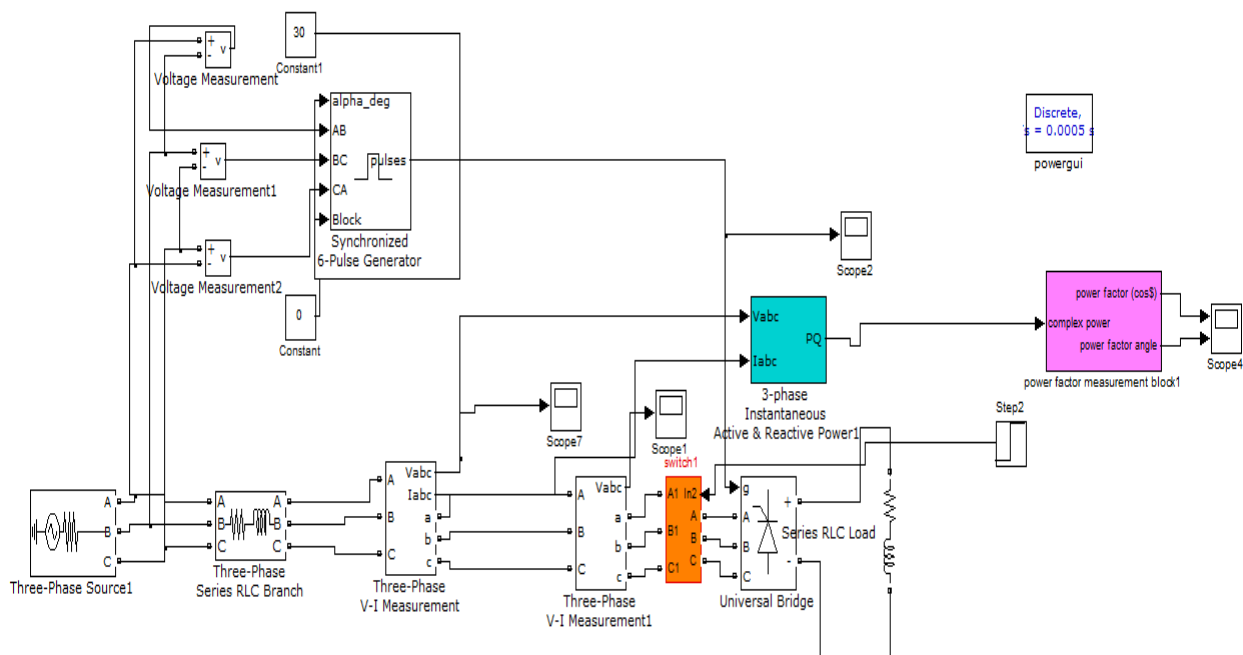 30
Constant1
+
-
v
Voltage Measurement
alpha_deg
AB
BC
CA
Block
pulses
Synchronized
6-Pulse Generator
+
-
v
Voltage Measurement1
+
-
v
Voltage Measurement2
0
Constant
Discrete,
s = 0.0005 s
powergui
Scope2
Vabc
Iabc
PQ
3-phase
Instantaneous
Active & Reactive Power1
complex power
power factor (cos$)
power factor angle
power factor measurement block1
Scope4
Step2
Scope7
Scope1
A
B
C
Three-Phase Source1
A
B
C
A
B
C
Three-Phase
Series RLC Branch
A
B
C
Vabc
Iabc
a
b
c
Three-Phase
V-I Measurement
A
B
C
Vabc
a
b
c
Three-Phase
V-I Measurement1
switch1
A1
B1
C1
In2
A
B
C
g
A
B
C
+
-
Universal Bridge
Series RLC Load